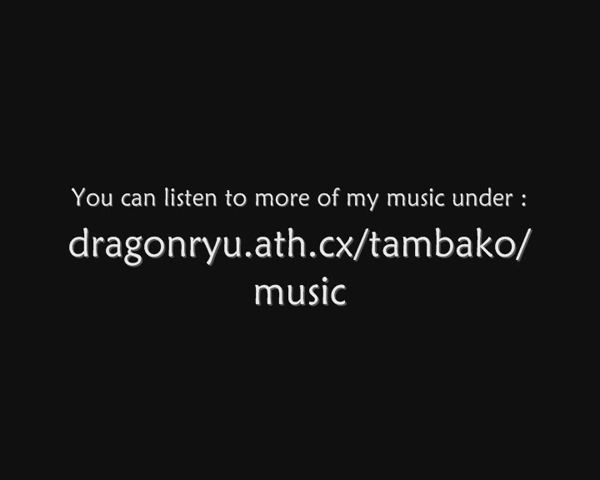 You can listen to more of my music under :
dragonryu.ath.cx/tambako/
music